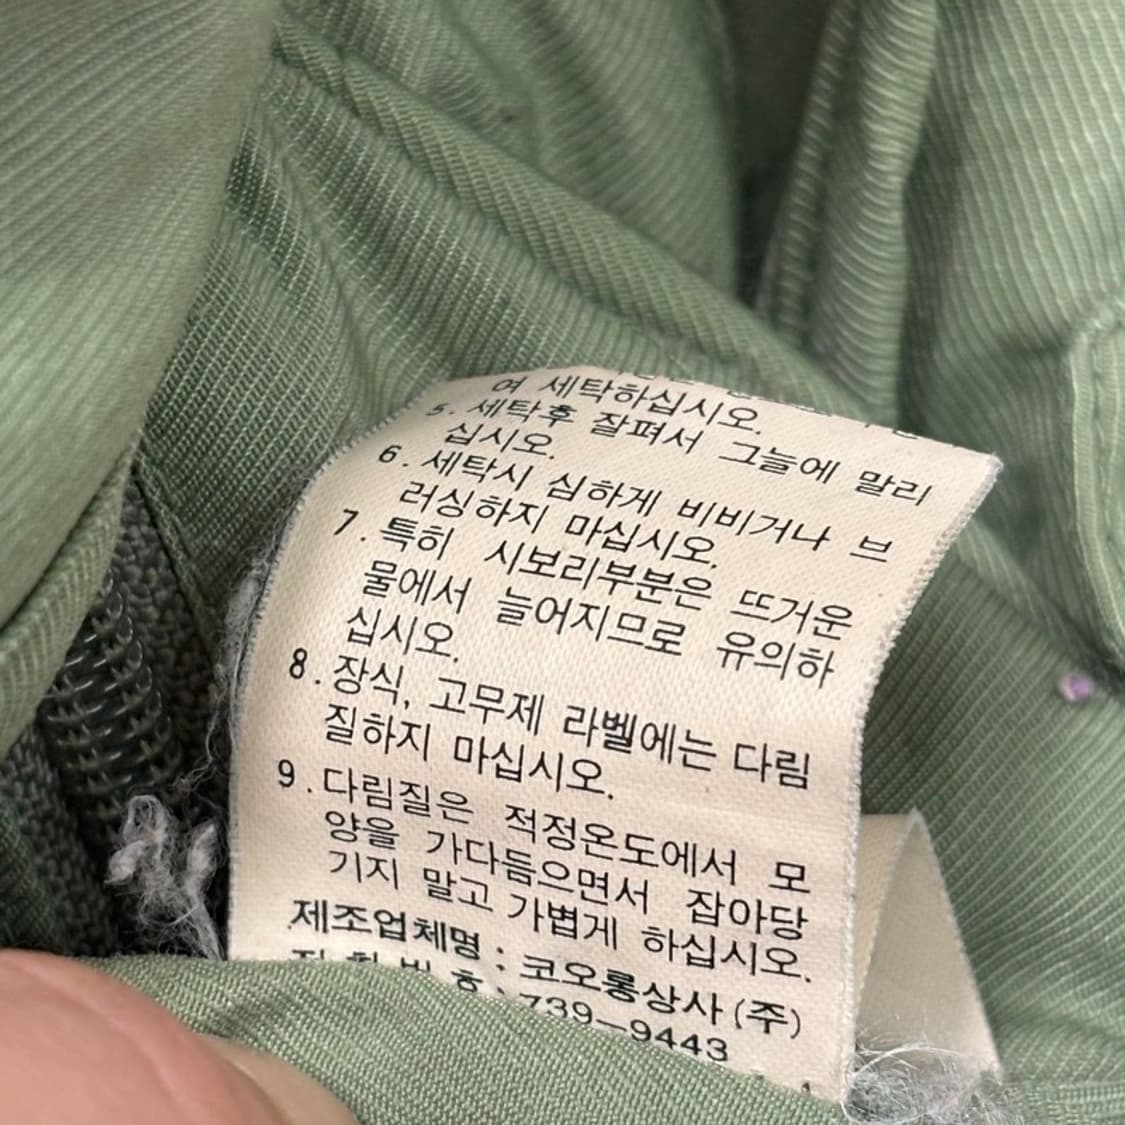 여 세탁하십시오.
5. 세탁후 잘펴서 그늘에 말리
십시오.
6. 세탁시 심하게 비비거나 브
러싱하지 마십시오.
7. 특히 시보리부분은 뜨거운
물에서 늘어지므로 유의하
십시오.
8. 장식, 고무제 라벨에는 다림
질하지 마십시오.
9. 다림질은 적정온도에서 모
양을 가다듬으면서 잡아당
기지 말고 가볍게 하십시오.
제조업체명 : 코오롱상사(주)
전화번호 : 739-9443